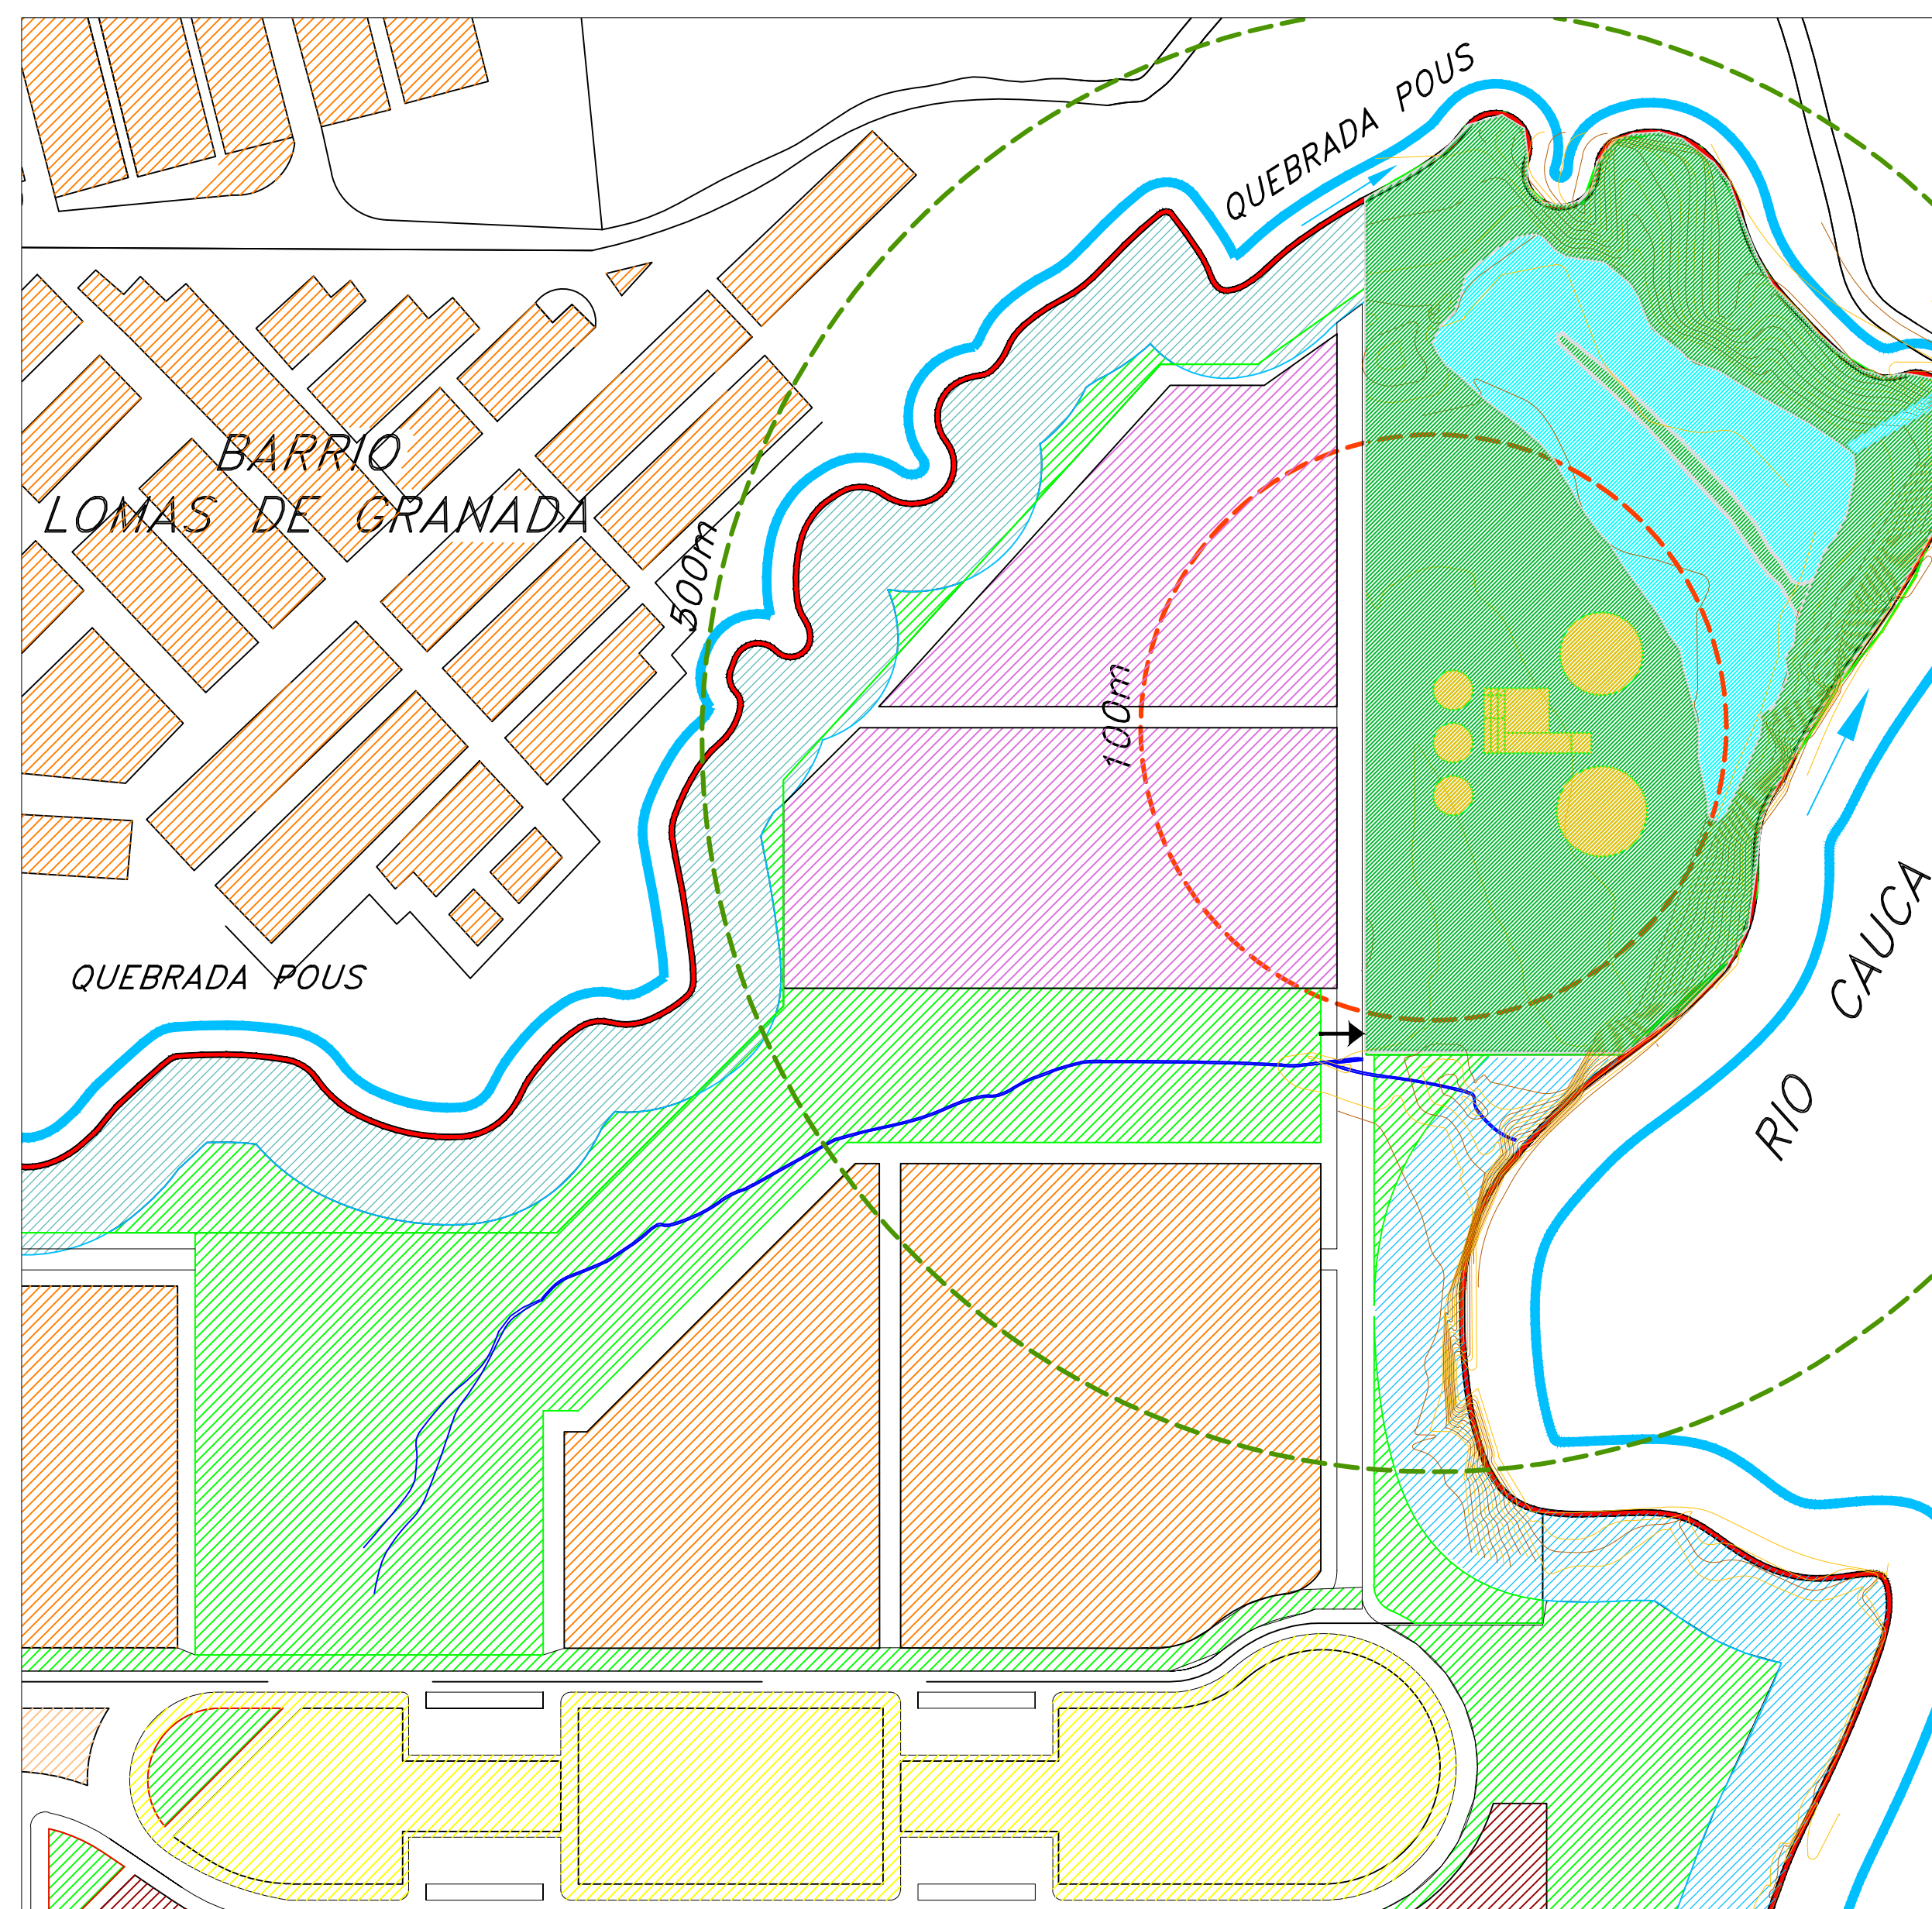 QUEBRADA POUS
BARRIO
LOMAS DE GRANADA
500m
100m
QUEBRADA POUS
RIO CAUCA